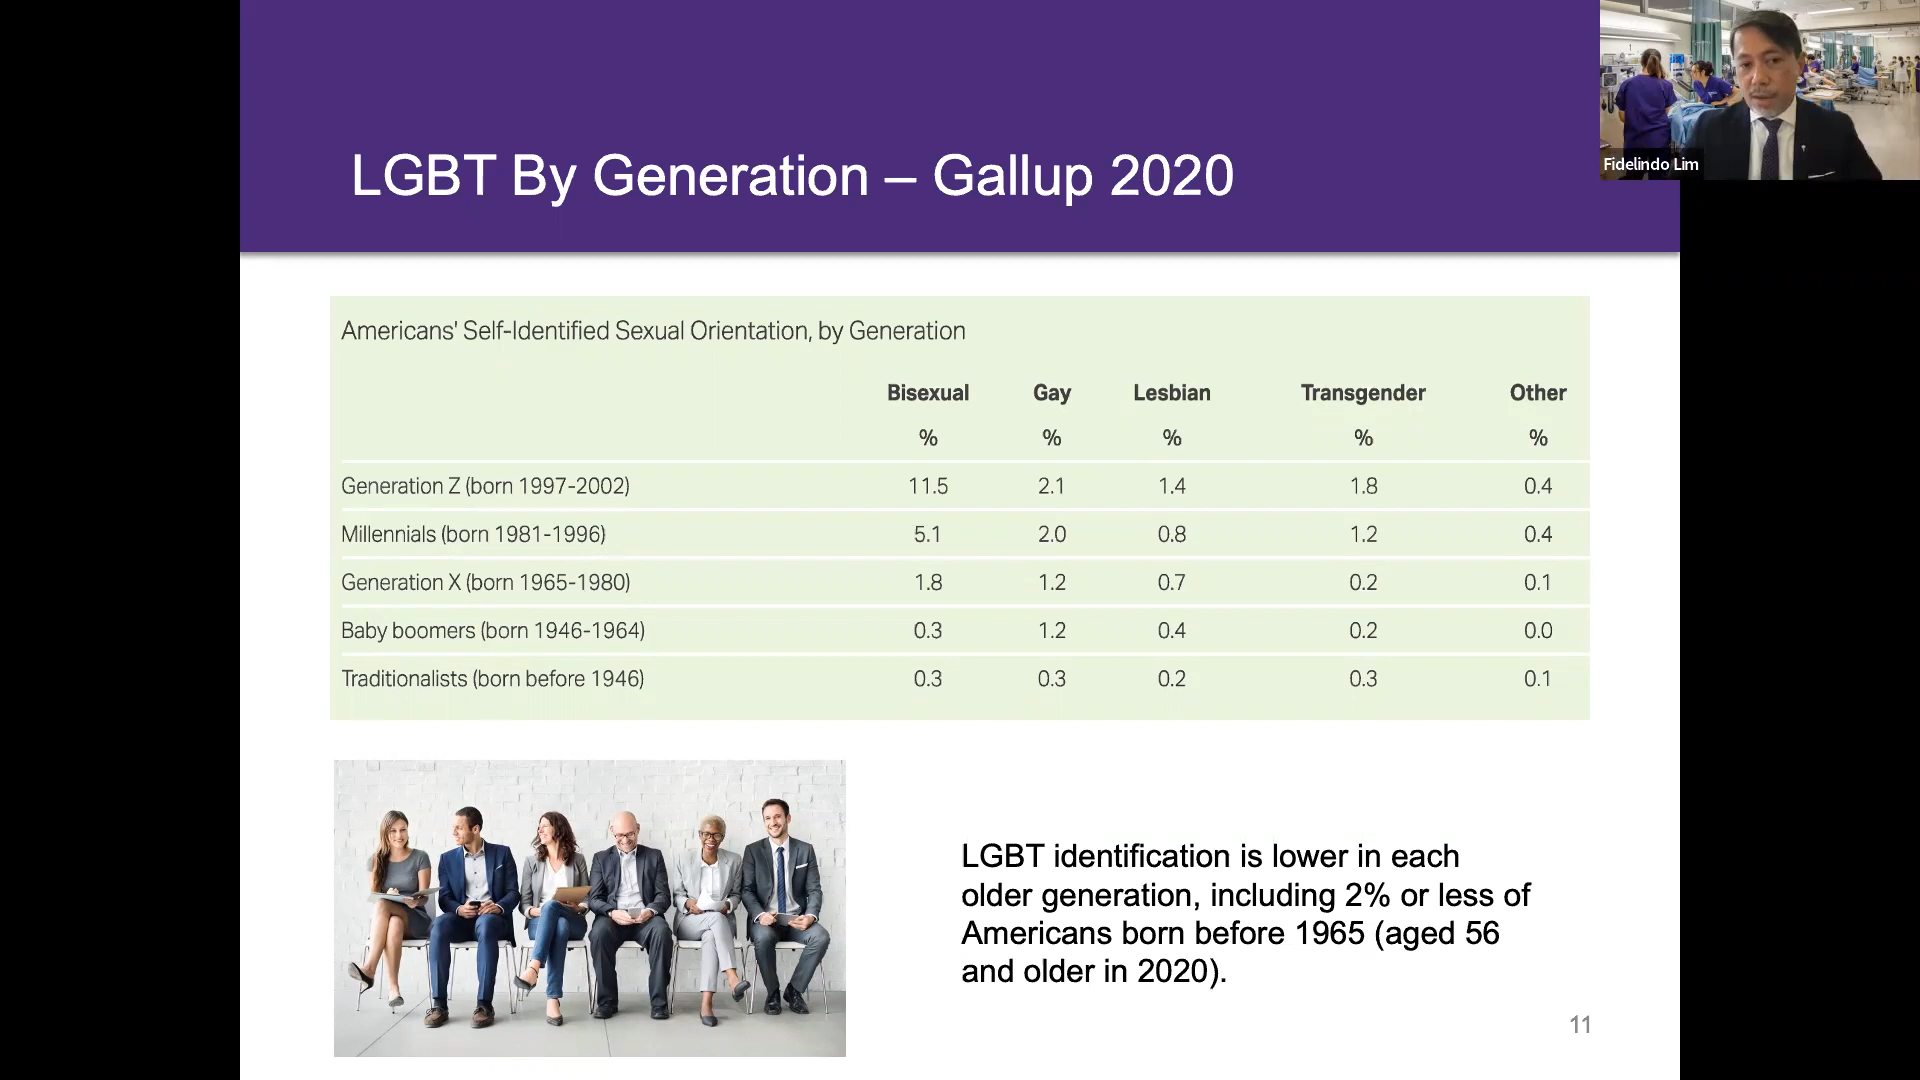 LGBT By Generation – Gallup 2020
Fidelindo Lim
Americans' Self-Identified Sexual Orientation, by Generation
Bisexual Gay Lesbian Transgender Other
% % % % %
Generation Z (born 1997-2002) 11.5 2.1 1.4 1.8 0.4
Millennials (born 1981-1996) 5.1 2.0 0.8 1.2 0.4
Generation X (born 1965-1980) 1.8 1.2 0.7 0.2 0.1
Baby boomers (born 1946-1964) 0.3 1.2 0.4 0.2 0.0
Traditionalists (born before 1946) 0.3 0.3 0.2 0.3 0.1
LGBT identification is lower in each
older generation, including 2% or less of
Americans born before 1965 (aged 56
and older in 2020).
11